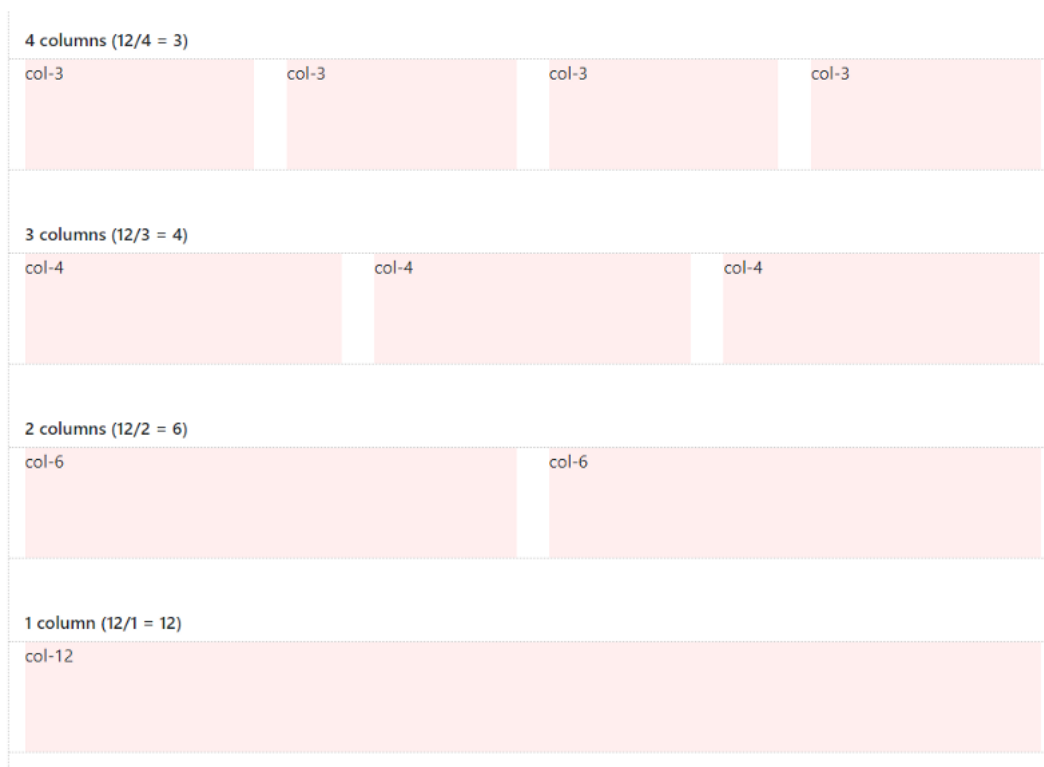 4 columns (12/4 = 3)
col-3 col-3 col-3 col-3
3 columns (12/3 = 4)
col-4 col-4 col-4
2 columns (12/2 = 6)
col-6 col-6
1 column (12/1 = 12)
col-12